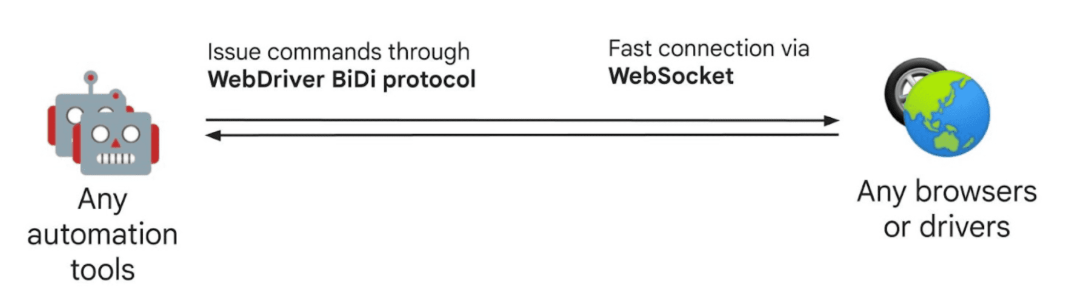 Issue commands through
WebDriver BiDi protocol
Fast connection via
WebSocket
Any
automation
tools
Any browsers
or drivers